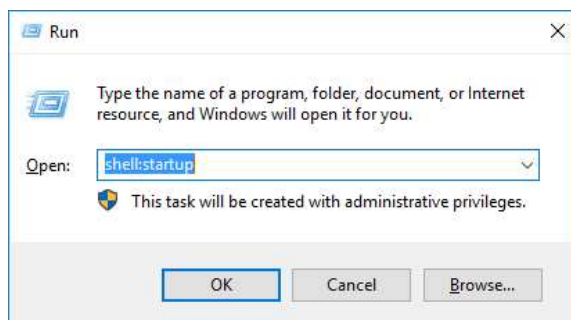 Run
Type the name of a program, folder, document, or Internet
resource, and Windows will open it for you.
Open: shell:startup
This task will be created with administrative privileges.
OK Cancel Browse...